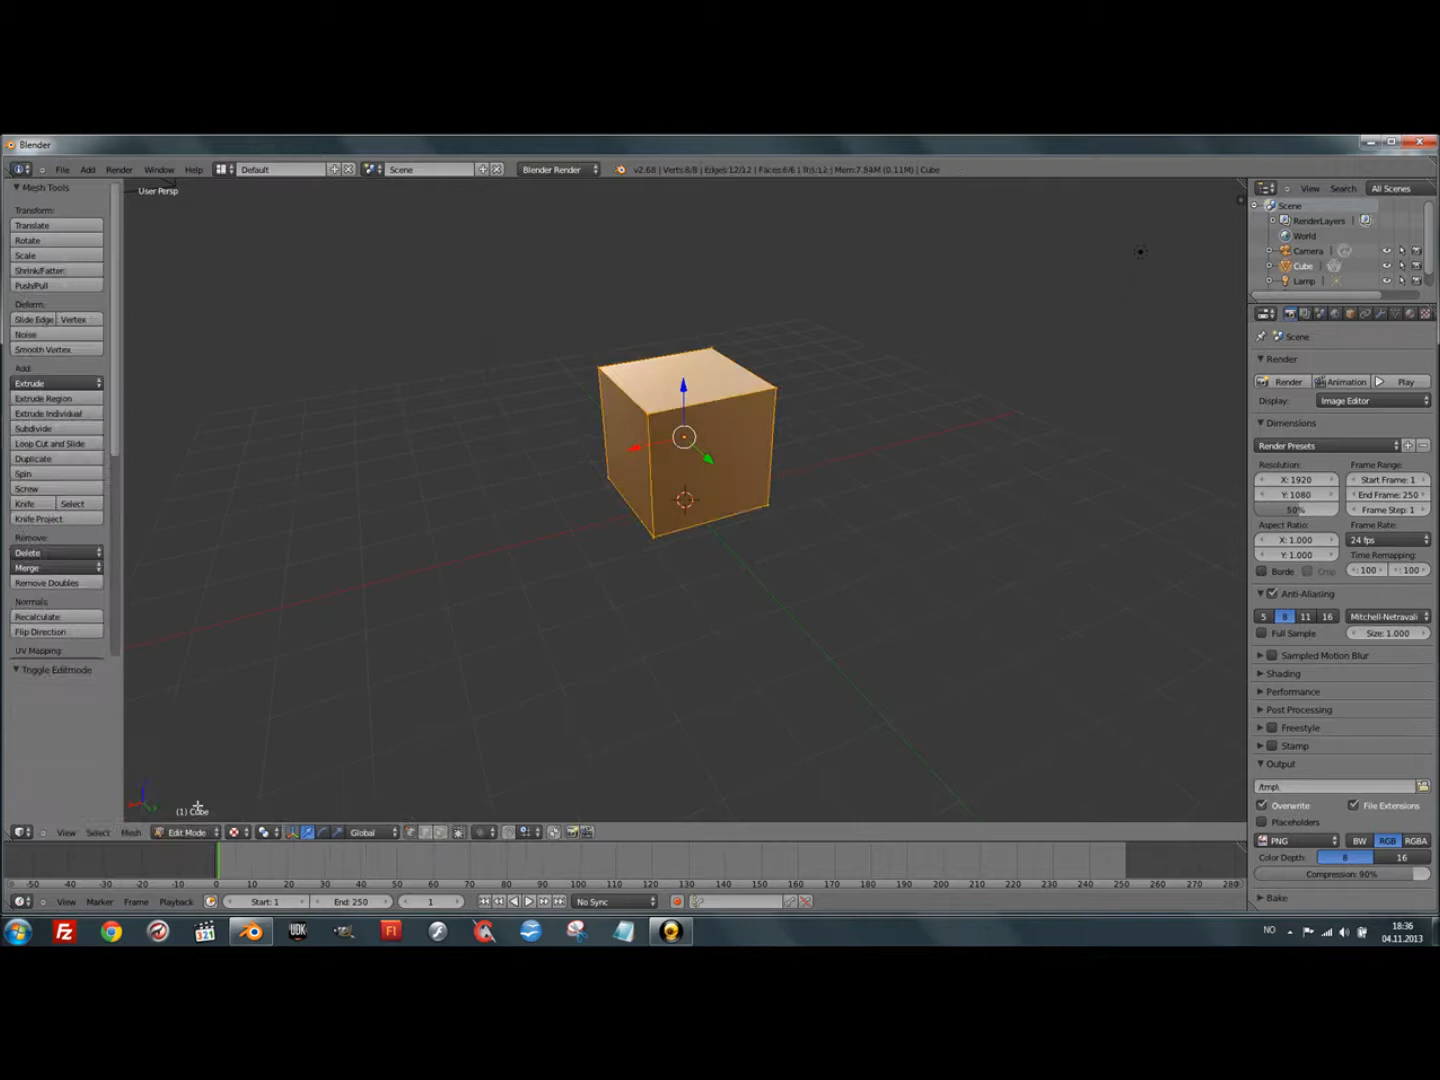 Blender
File Add Render Window Help Default Scene Blender Render v2.68 | Verts:8/8 | Edges:12/12 | Faces:6/6 | Tris:12 | Mem:7.84M (0.11M) | Cube
Mesh Tools
User Persp
Transform:
Translate
Rotate
Scale
Shrink/Fatten
Push/Pull
Deform:
Slide Edge Vertex
Noise
Smooth Vertex
Add:
Extrude
Extrude Region
Extrude Individual
Subdivide
Loop Cut and Slide
Duplicate
Spin
Screw
Knife Select
Knife Project
Remove:
Delete
Merge
Remove Doubles
Normals:
Recalculate
Flip Direction
UV Mapping:
Toggle Editmode
(1) Cube
View Select Mesh Edit Mode Global
View Search All Scenes
Scene
RenderLayers
World
Camera
Cube
Lamp
Scene
Render
Render Animation Play
Display: Image Editor
Dimensions
Render Presets
Resolution: Frame Range:
X: 1920 Start Frame: 1
Y: 1080 End Frame: 250
50% Frame Step: 1
Aspect Ratio: Frame Rate:
X: 1.000 24 fps
Y: 1.000 Time Remapping:
Borde Crop : 100 : 100
Anti-Aliasing
5 8 11 16 Mitchell-Netravali
Full Sample Size: 1.000
Sampled Motion Blur
Shading
Performance
Post Processing
Freestyle
Stamp
Output
/tmp\
Overwrite File Extensions
Placeholders
PNG BW RGB RGBA
Color Depth: 8 16
Compression: 90%
Bake
-50 -40 -30 -20 -10 0 10 20 30 40 50 60 70 80 90 100 110 120 130 140 150 160 170 180 190 200 210 220 230 240 250 260 270 280
View Marker Frame Playback Start: 1 End: 250 1 No Sync
Fz 321 UDK Fl
NO 18:36
04.11.2013